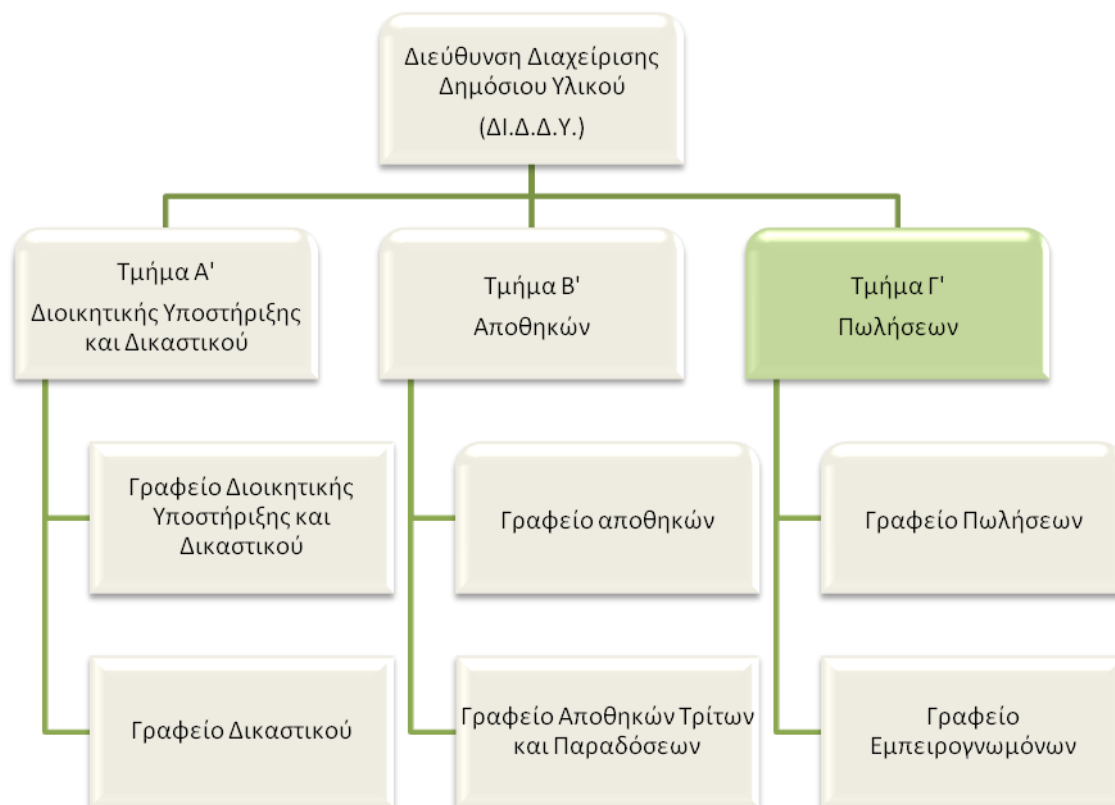 Διεύθυνση Διαχείρισης
Δημόσιου Υλικού
(ΔΙ.Δ.Δ.Υ.)
Τμήμα Α'
Διοικητικής Υποστήριξης
και Δικαστικού
Τμήμα Β'
Αποθηκών
Τμήμα Γ'
Πωλήσεων
Γραφείο Διοικητικής
Υποστήριξης και
Δικαστικού
Γραφείο αποθηκών
Γραφείο Πωλήσεων
Γραφείο Δικαστικού
Γραφείο Αποθηκών Τρίτων
και Παραδόσεων
Γραφείο
Εμπειρογνωμόνων